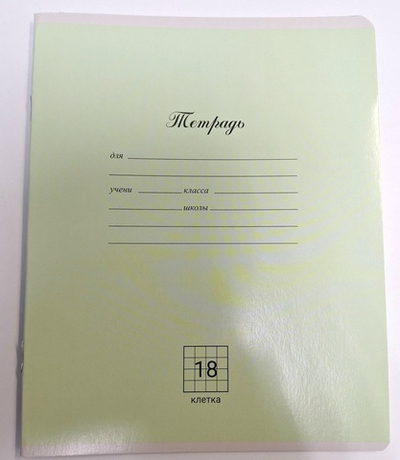 Тетрадь
для
учени класса
школы
18
клетка